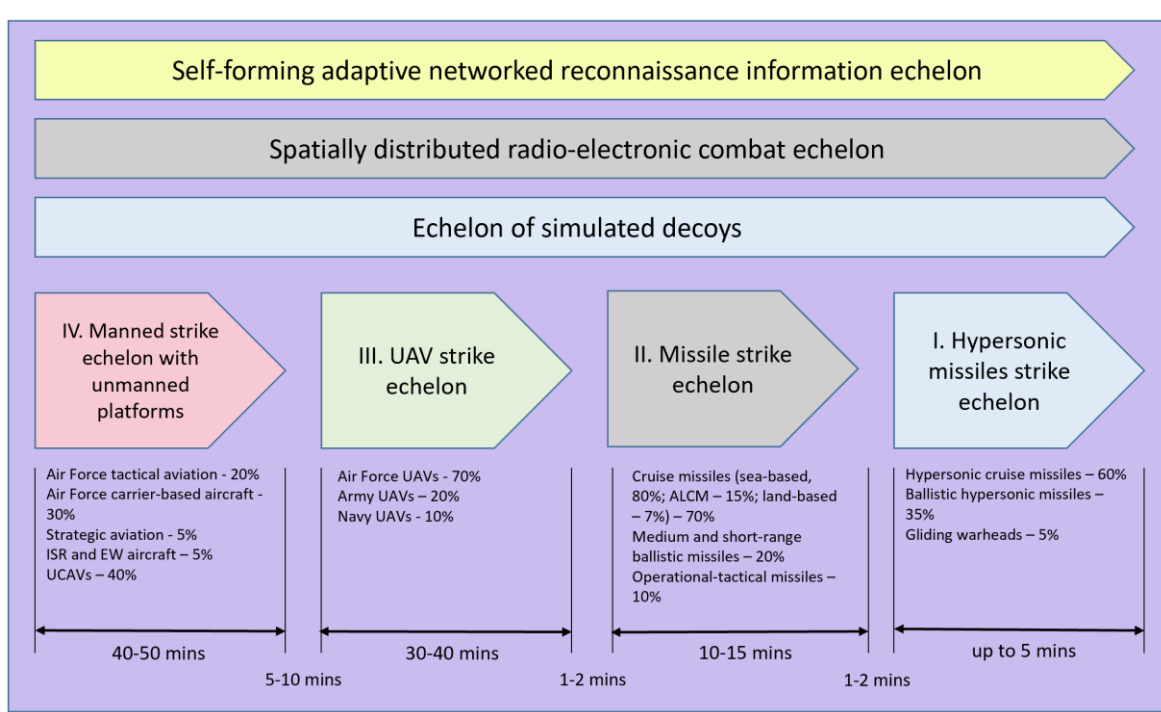 Self-forming adaptive networked reconnaissance information echelon
Spatially distributed radio-electronic combat echelon
Echelon of simulated decoys
IV. Manned strike
echelon with
unmanned
platforms
III. UAV strike
echelon
II. Missile strike
echelon
I. Hypersonic
missiles strike
echelon
Air Force tactical aviation - 20%
Air Force carrier-based aircraft -
30%
Strategic aviation - 5%
ISR and EW aircraft – 5%
UCAVs – 40%
Air Force UAVs - 70%
Army UAVs – 20%
Navy UAVs - 10%
Cruise missiles (sea-based,
80%; ALCM – 15%; land-based
– 7%) – 70%
Medium and short-range
ballistic missiles – 20%
Operational-tactical missiles –
10%
Hypersonic cruise missiles – 60%
Ballistic hypersonic missiles –
35%
Gliding warheads – 5%
40-50 mins
30-40 mins
10-15 mins
up to 5 mins
5-10 mins
1-2 mins
1-2 mins